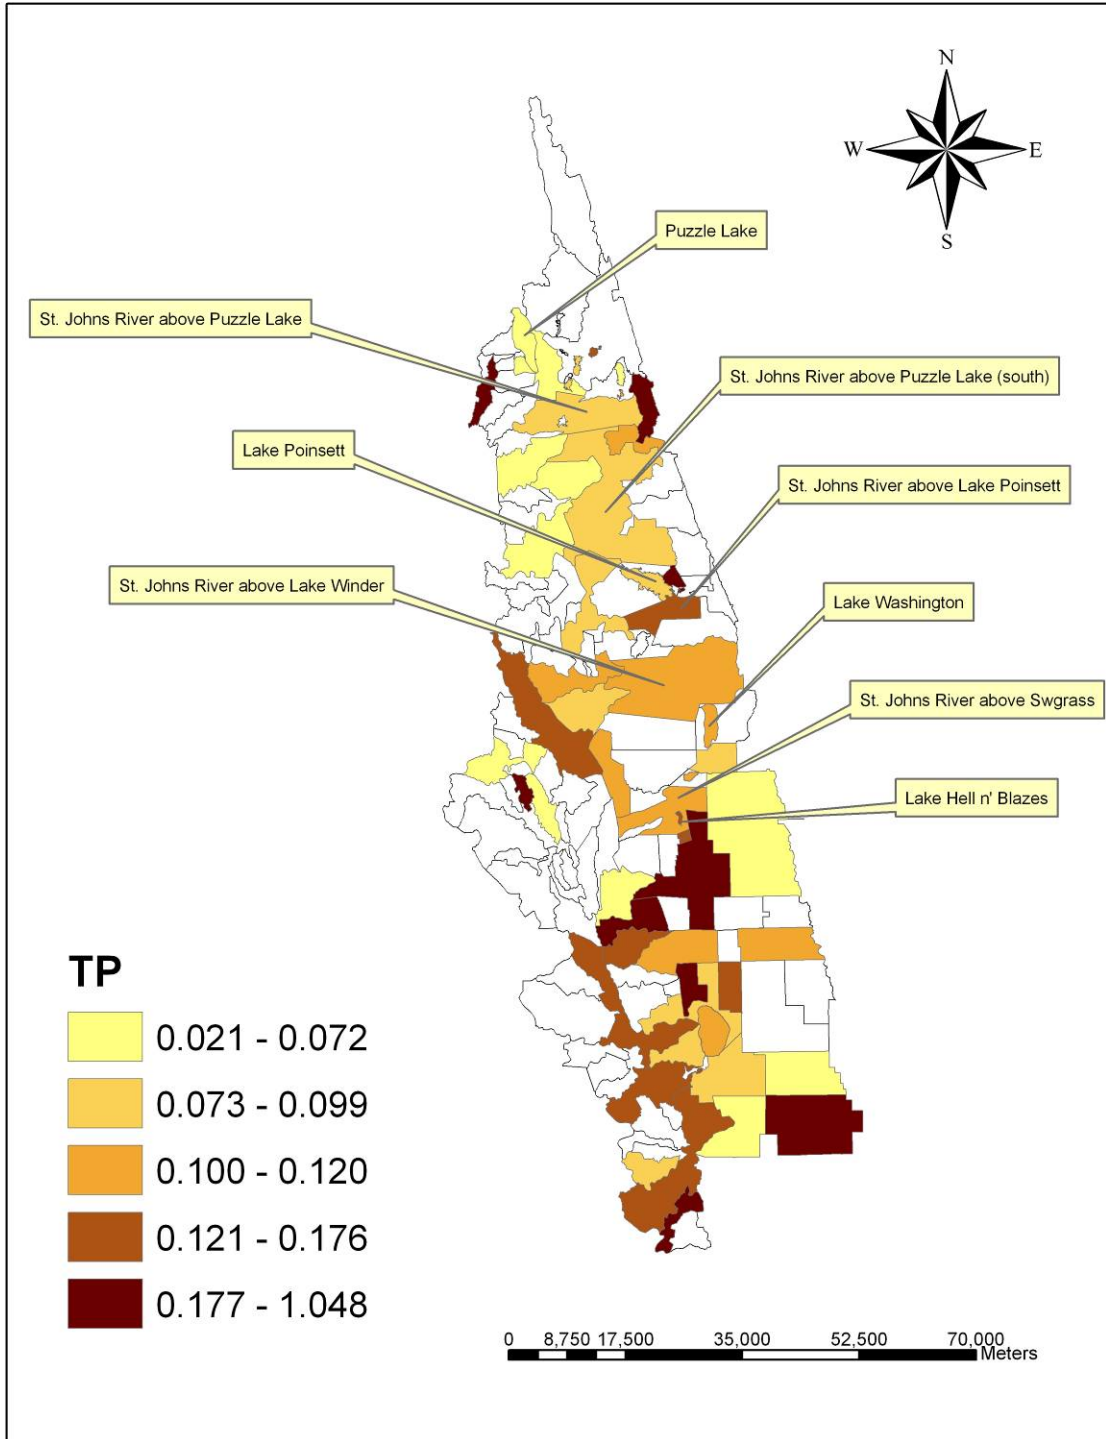 N
W
E
S
Puzzle Lake
St. Johns River above Puzzle Lake
St. Johns River above Puzzle Lake (south)
Lake Poinsett
St. Johns River above Lake Poinsett
St. Johns River above Lake Winder
Lake Washington
St. Johns River above Swgrass
Lake Hell n' Blazes
TP
0.021 - 0.072
0.073 - 0.099
0.100 - 0.120
0.121 - 0.176
0.177 - 1.048
0 8,750 17,500 35,000 52,500 70,000
Meters